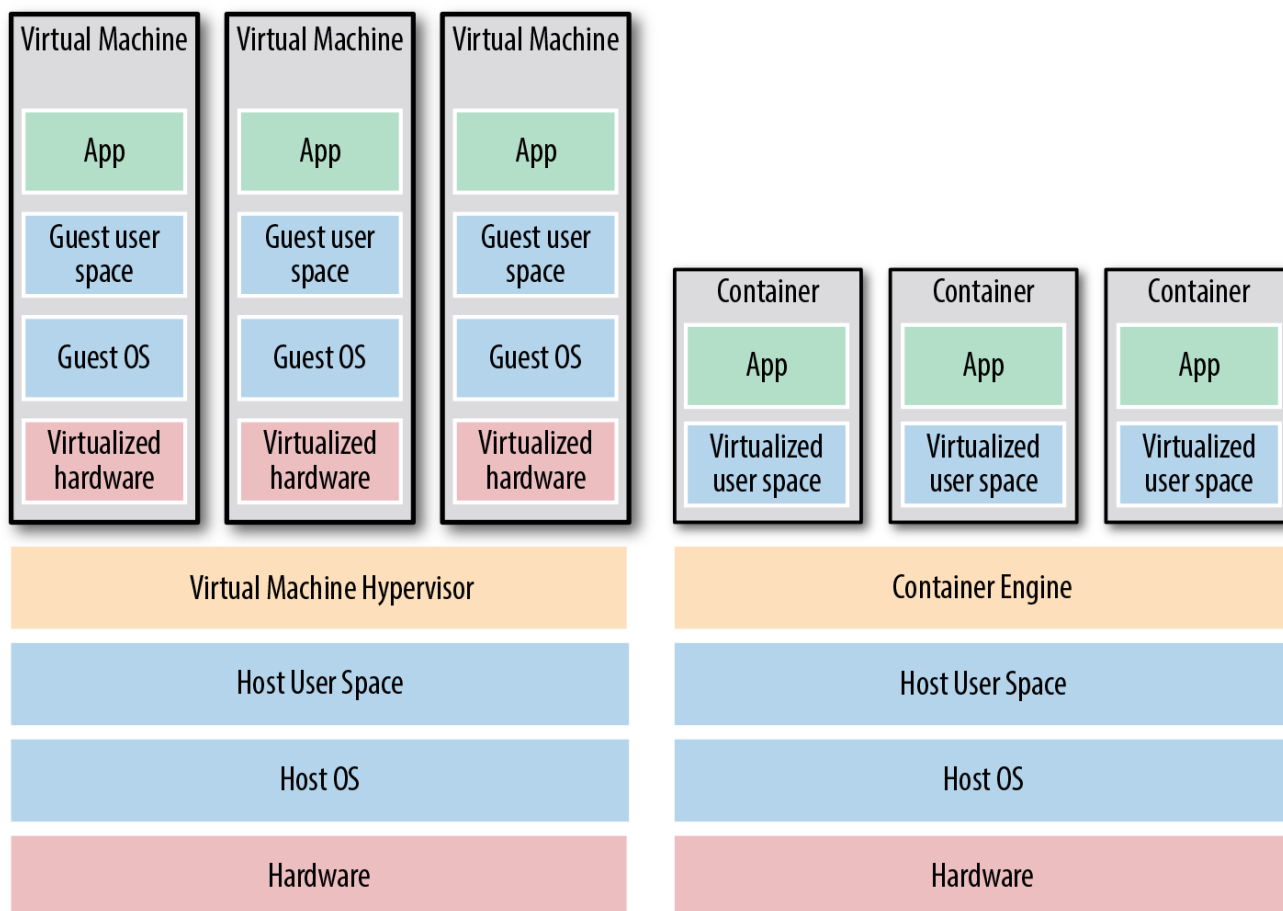 Virtual Machine
Virtual Machine
Virtual Machine
App
App
App
Guest user
space
Guest user
space
Guest user
space
Guest OS
Guest OS
Guest OS
Virtualized
hardware
Virtualized
hardware
Virtualized
hardware
Container
Container
Container
App
App
App
Virtualized
user space
Virtualized
user space
Virtualized
user space
Virtual Machine Hypervisor
Host User Space
Host OS
Hardware
Container Engine
Host User Space
Host OS
Hardware